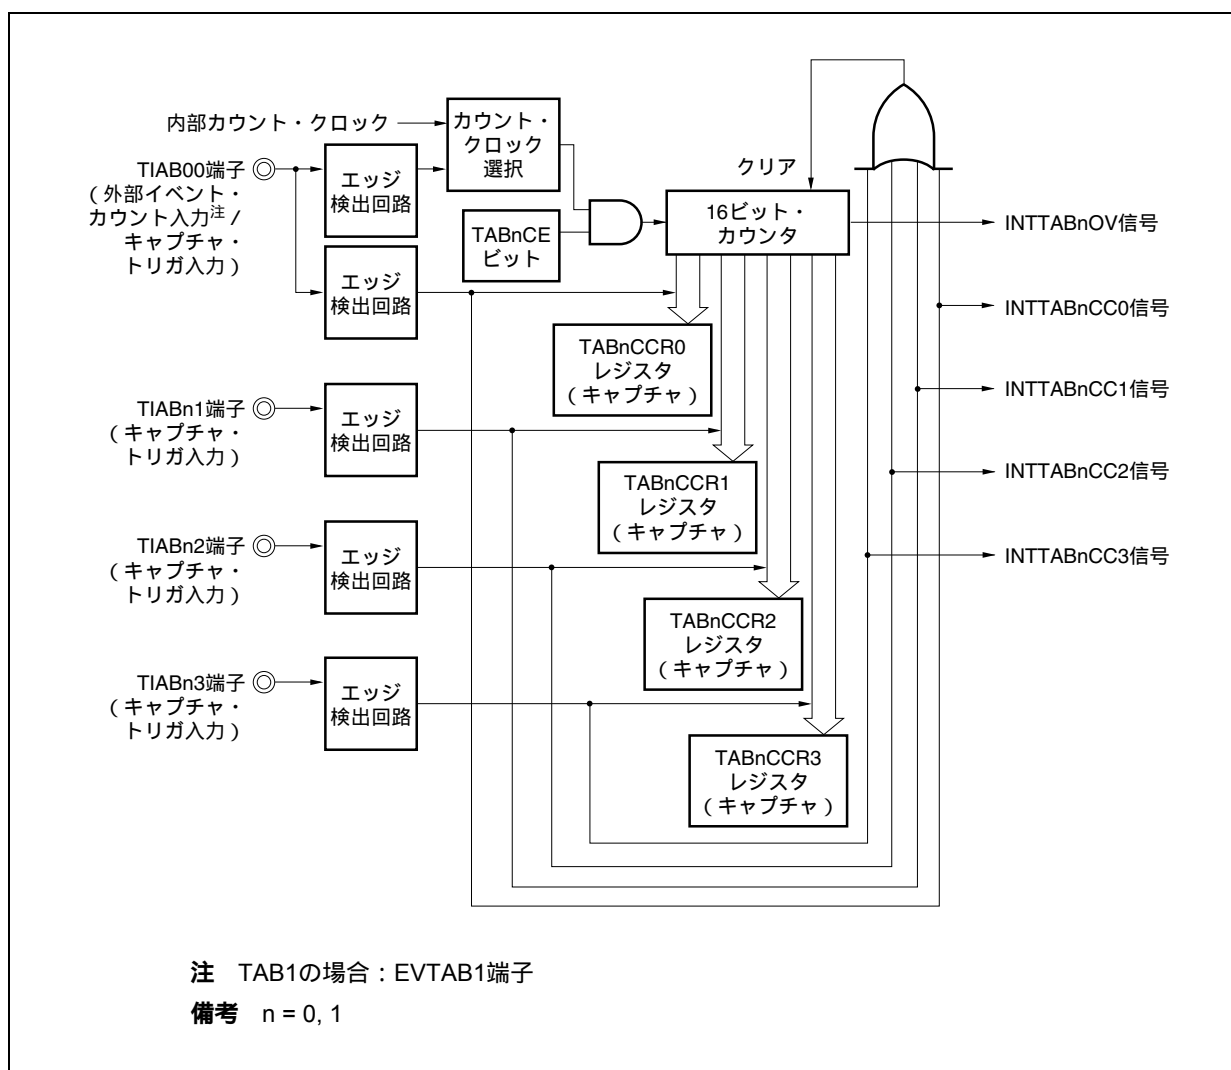 内部カウント・クロック
カウント・
クロック
選択
TIAB00端子
(外部イベント・
カウント入力注/
キャプチャ・
トリガ入力)
エッジ
検出回路
TABnCE
ビット
エッジ
検出回路
クリア
16ビット・
カウンタ
INTTABnOV信号
INTTABnCC0信号
TABnCCR0
レジスタ
(キャプチャ)
TIABn1端子
(キャプチャ・
トリガ入力)
エッジ
検出回路
INTTABnCC1信号
TABnCCR1
レジスタ
(キャプチャ)
INTTABnCC2信号
TIABn2端子
(キャプチャ・
トリガ入力)
エッジ
検出回路
INTTABnCC3信号
TABnCCR2
レジスタ
(キャプチャ)
TIABn3端子
(キャプチャ・
トリガ入力)
エッジ
検出回路
TABnCCR3
レジスタ
(キャプチャ)
注 TAB1の場合:EVTAB1端子
備考 n = 0, 1